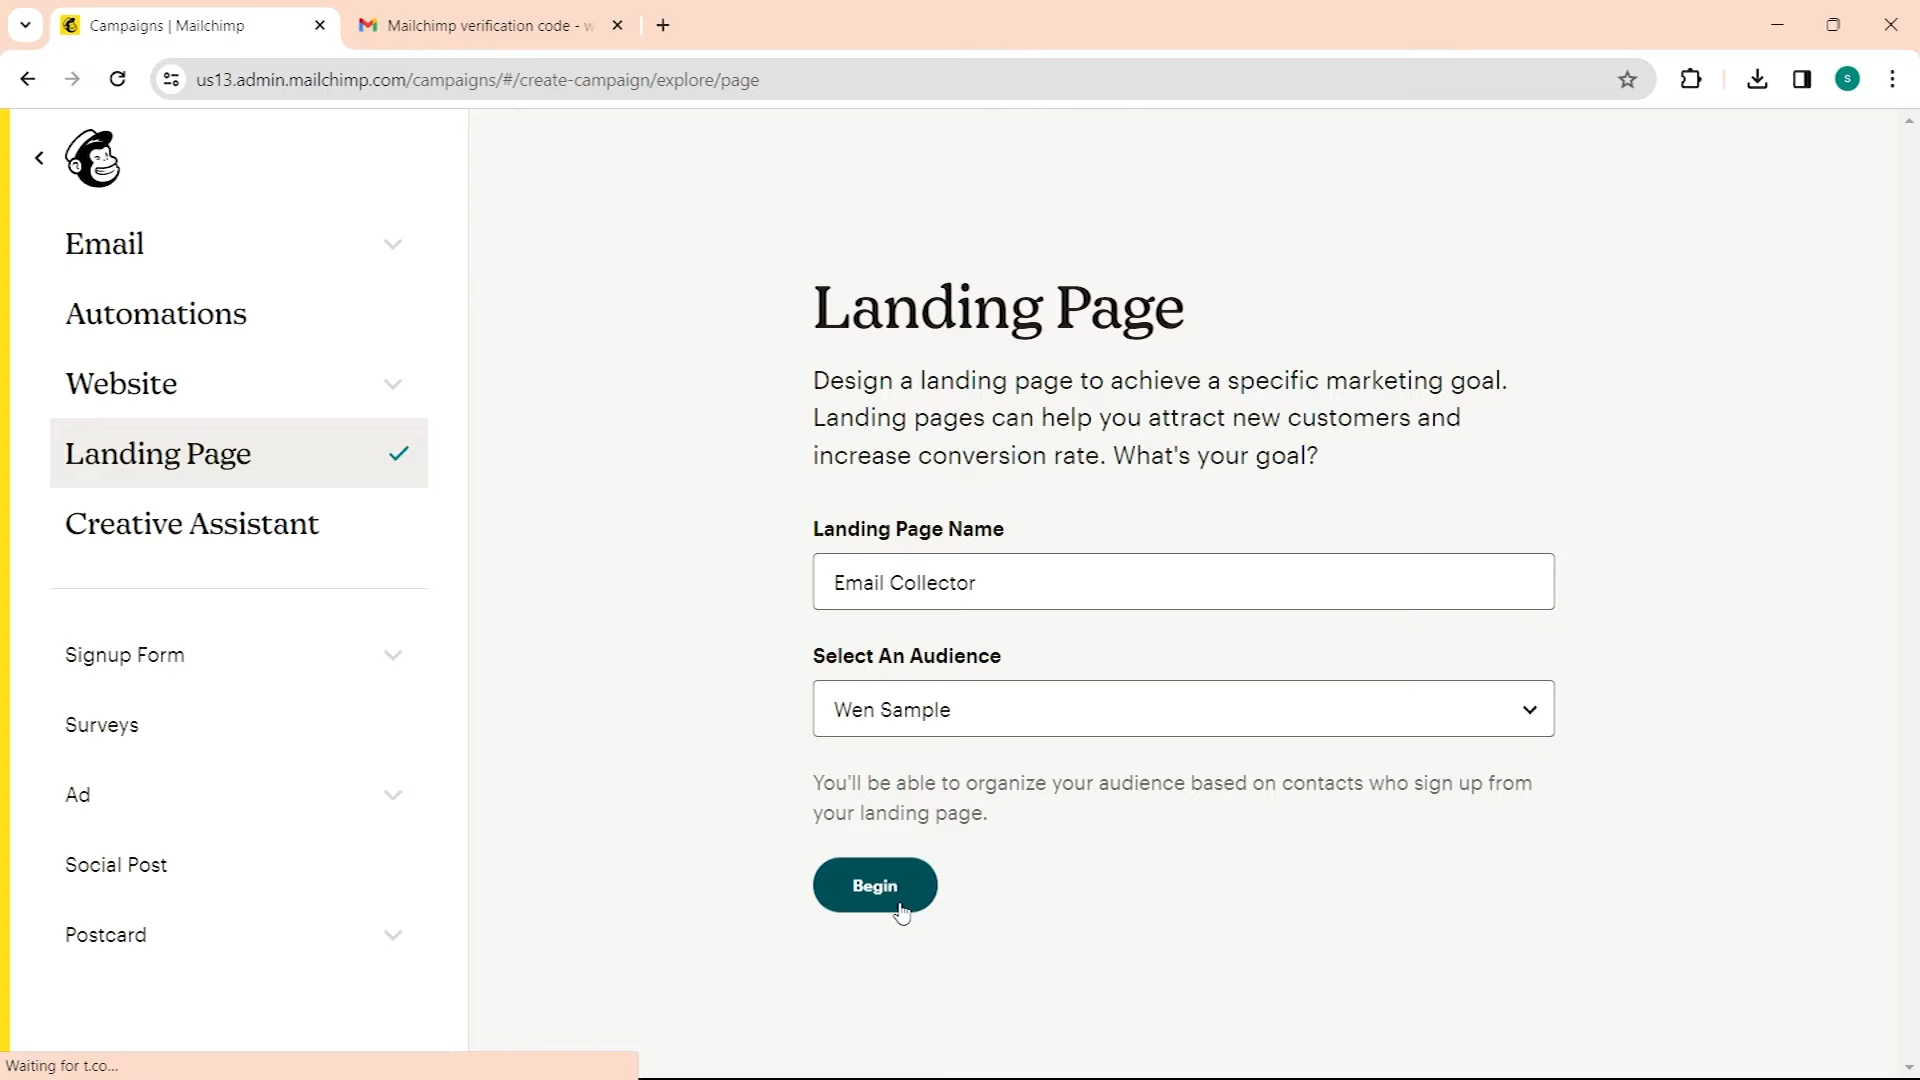 Campaigns | Mailchimp
Mailchimp verification code - w
us13.admin.mailchimp.com/campaigns/#/create-campaign/explore/page
S
Email
Automations
Website
Landing Page
Creative Assistant
Signup Form
Surveys
Ad
Social Post
Postcard
Landing Page
Design a landing page to achieve a specific marketing goal.
Landing pages can help you attract new customers and
increase conversion rate. What's your goal?
Landing Page Name
Email Collector
Select An Audience
Wen Sample
You'll be able to organize your audience based on contacts who sign up from
your landing page.
Begin
Waiting for t.co...